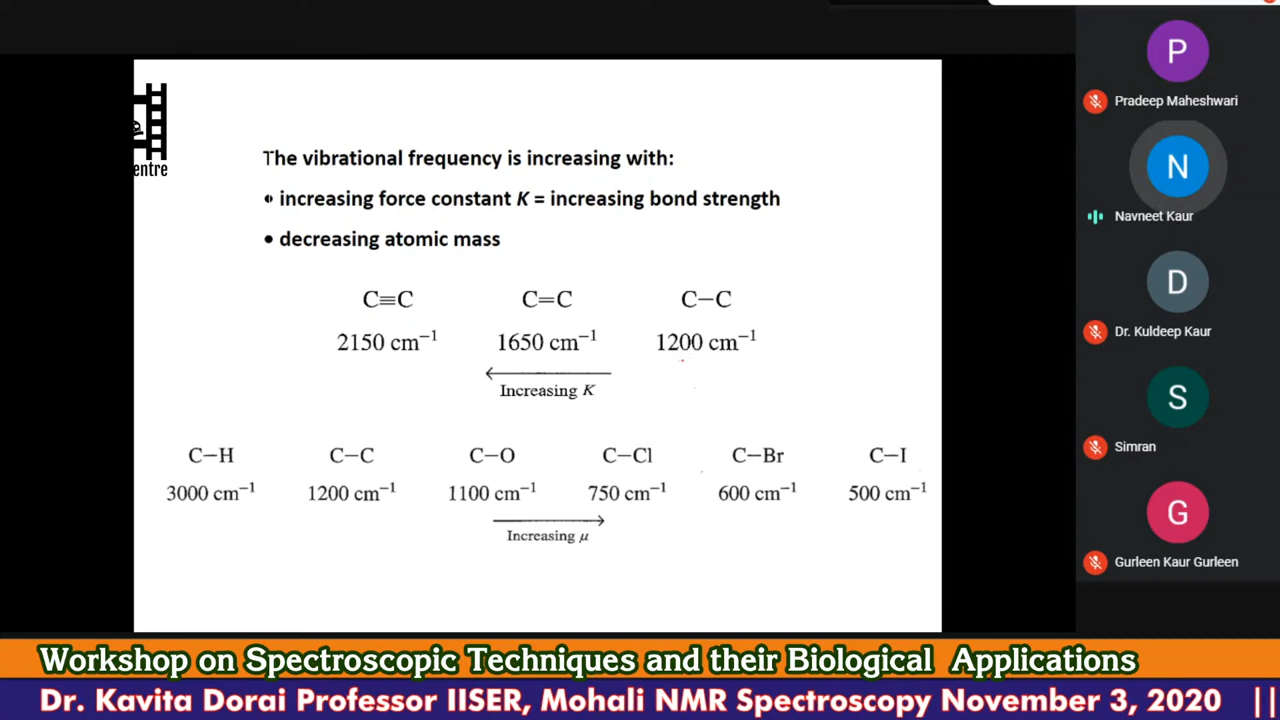 entre
The vibrational frequency is increasing with:
• increasing force constant K = increasing bond strength
• decreasing atomic mass
C≡C C=C C−C
2150 cm⁻¹ 1650 cm⁻¹ 1200 cm⁻¹
Increasing K
C−H C−C C−O C−Cl C−Br C−I
3000 cm⁻¹ 1200 cm⁻¹ 1100 cm⁻¹ 750 cm⁻¹ 600 cm⁻¹ 500 cm⁻¹
Increasing μ
P
Pradeep Maheshwari
N
Navneet Kaur
D
Dr. Kuldeep Kaur
S
Simran
G
Gurleen Kaur Gurleen
Workshop on Spectroscopic Techniques and their Biological Applications
Dr. Kavita Dorai Professor IISER, Mohali NMR Spectroscopy November 3, 2020 ||